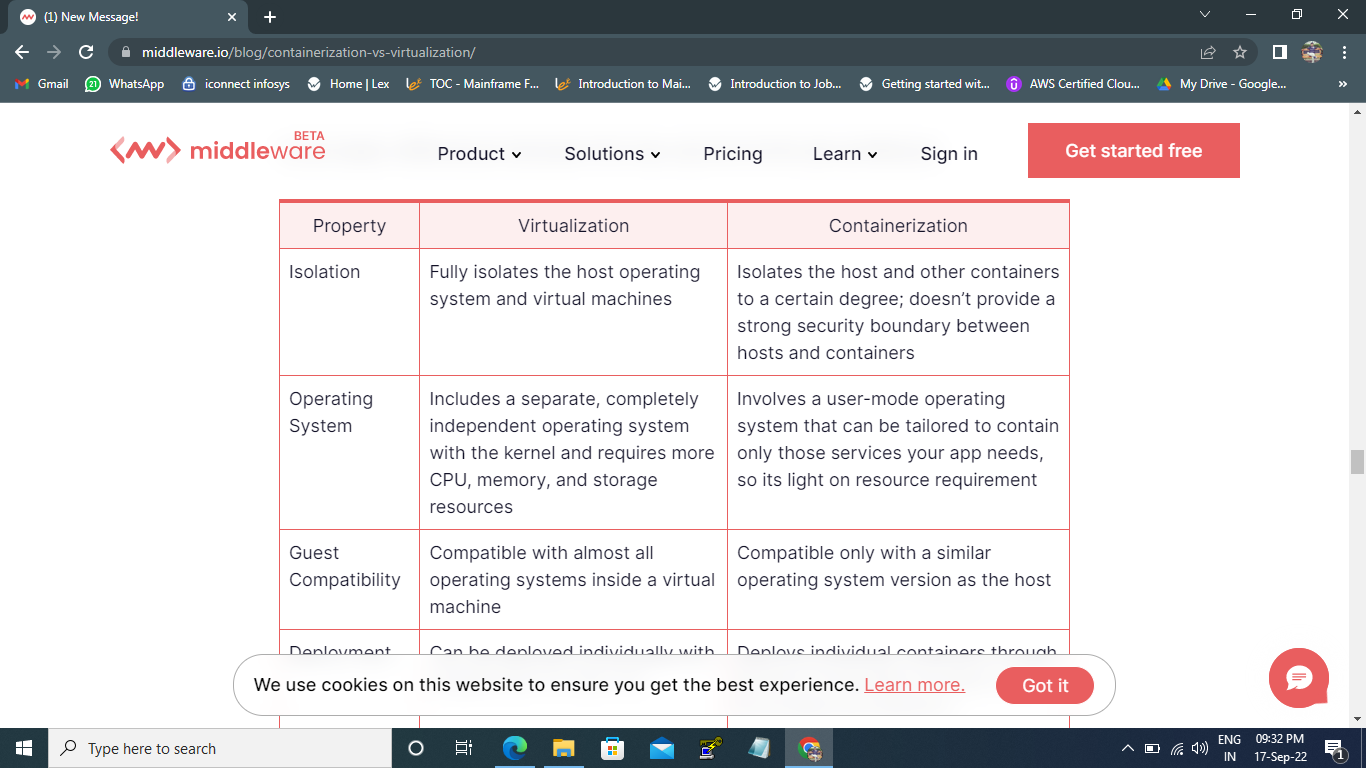 (1) New Message!
middleware.io/blog/containerization-vs-virtualization/
Gmail
21
WhatsApp
iconnect infosys
Home | Lex
TOC - Mainframe F...
Introduction to Mai...
Introduction to Job...
Getting started wit...
AWS Certified Clou...
My Drive - Google...
BETA
middleware
Product
Solutions
Pricing
Learn
Sign in
Get started free
Property
Virtualization
Containerization
Isolation
Fully isolates the host operating
system and virtual machines
Isolates the host and other containers
to a certain degree; doesn’t provide a
strong security boundary between
hosts and containers
Operating
System
Includes a separate, completely
independent operating system
with the kernel and requires more
CPU, memory, and storage
resources
Involves a user-mode operating
system that can be tailored to contain
only those services your app needs,
so its light on resource requirement
Guest
Compatibility
Compatible with almost all
operating systems inside a virtual
machine
Compatible only with a similar
operating system version as the host
Deployment
Can be deployed individually with
Deploys individual containers through
We use cookies on this website to ensure you get the best experience. Learn more.
Got it
Type here to search
ENG
IN
09:32 PM
17-Sep-22
1